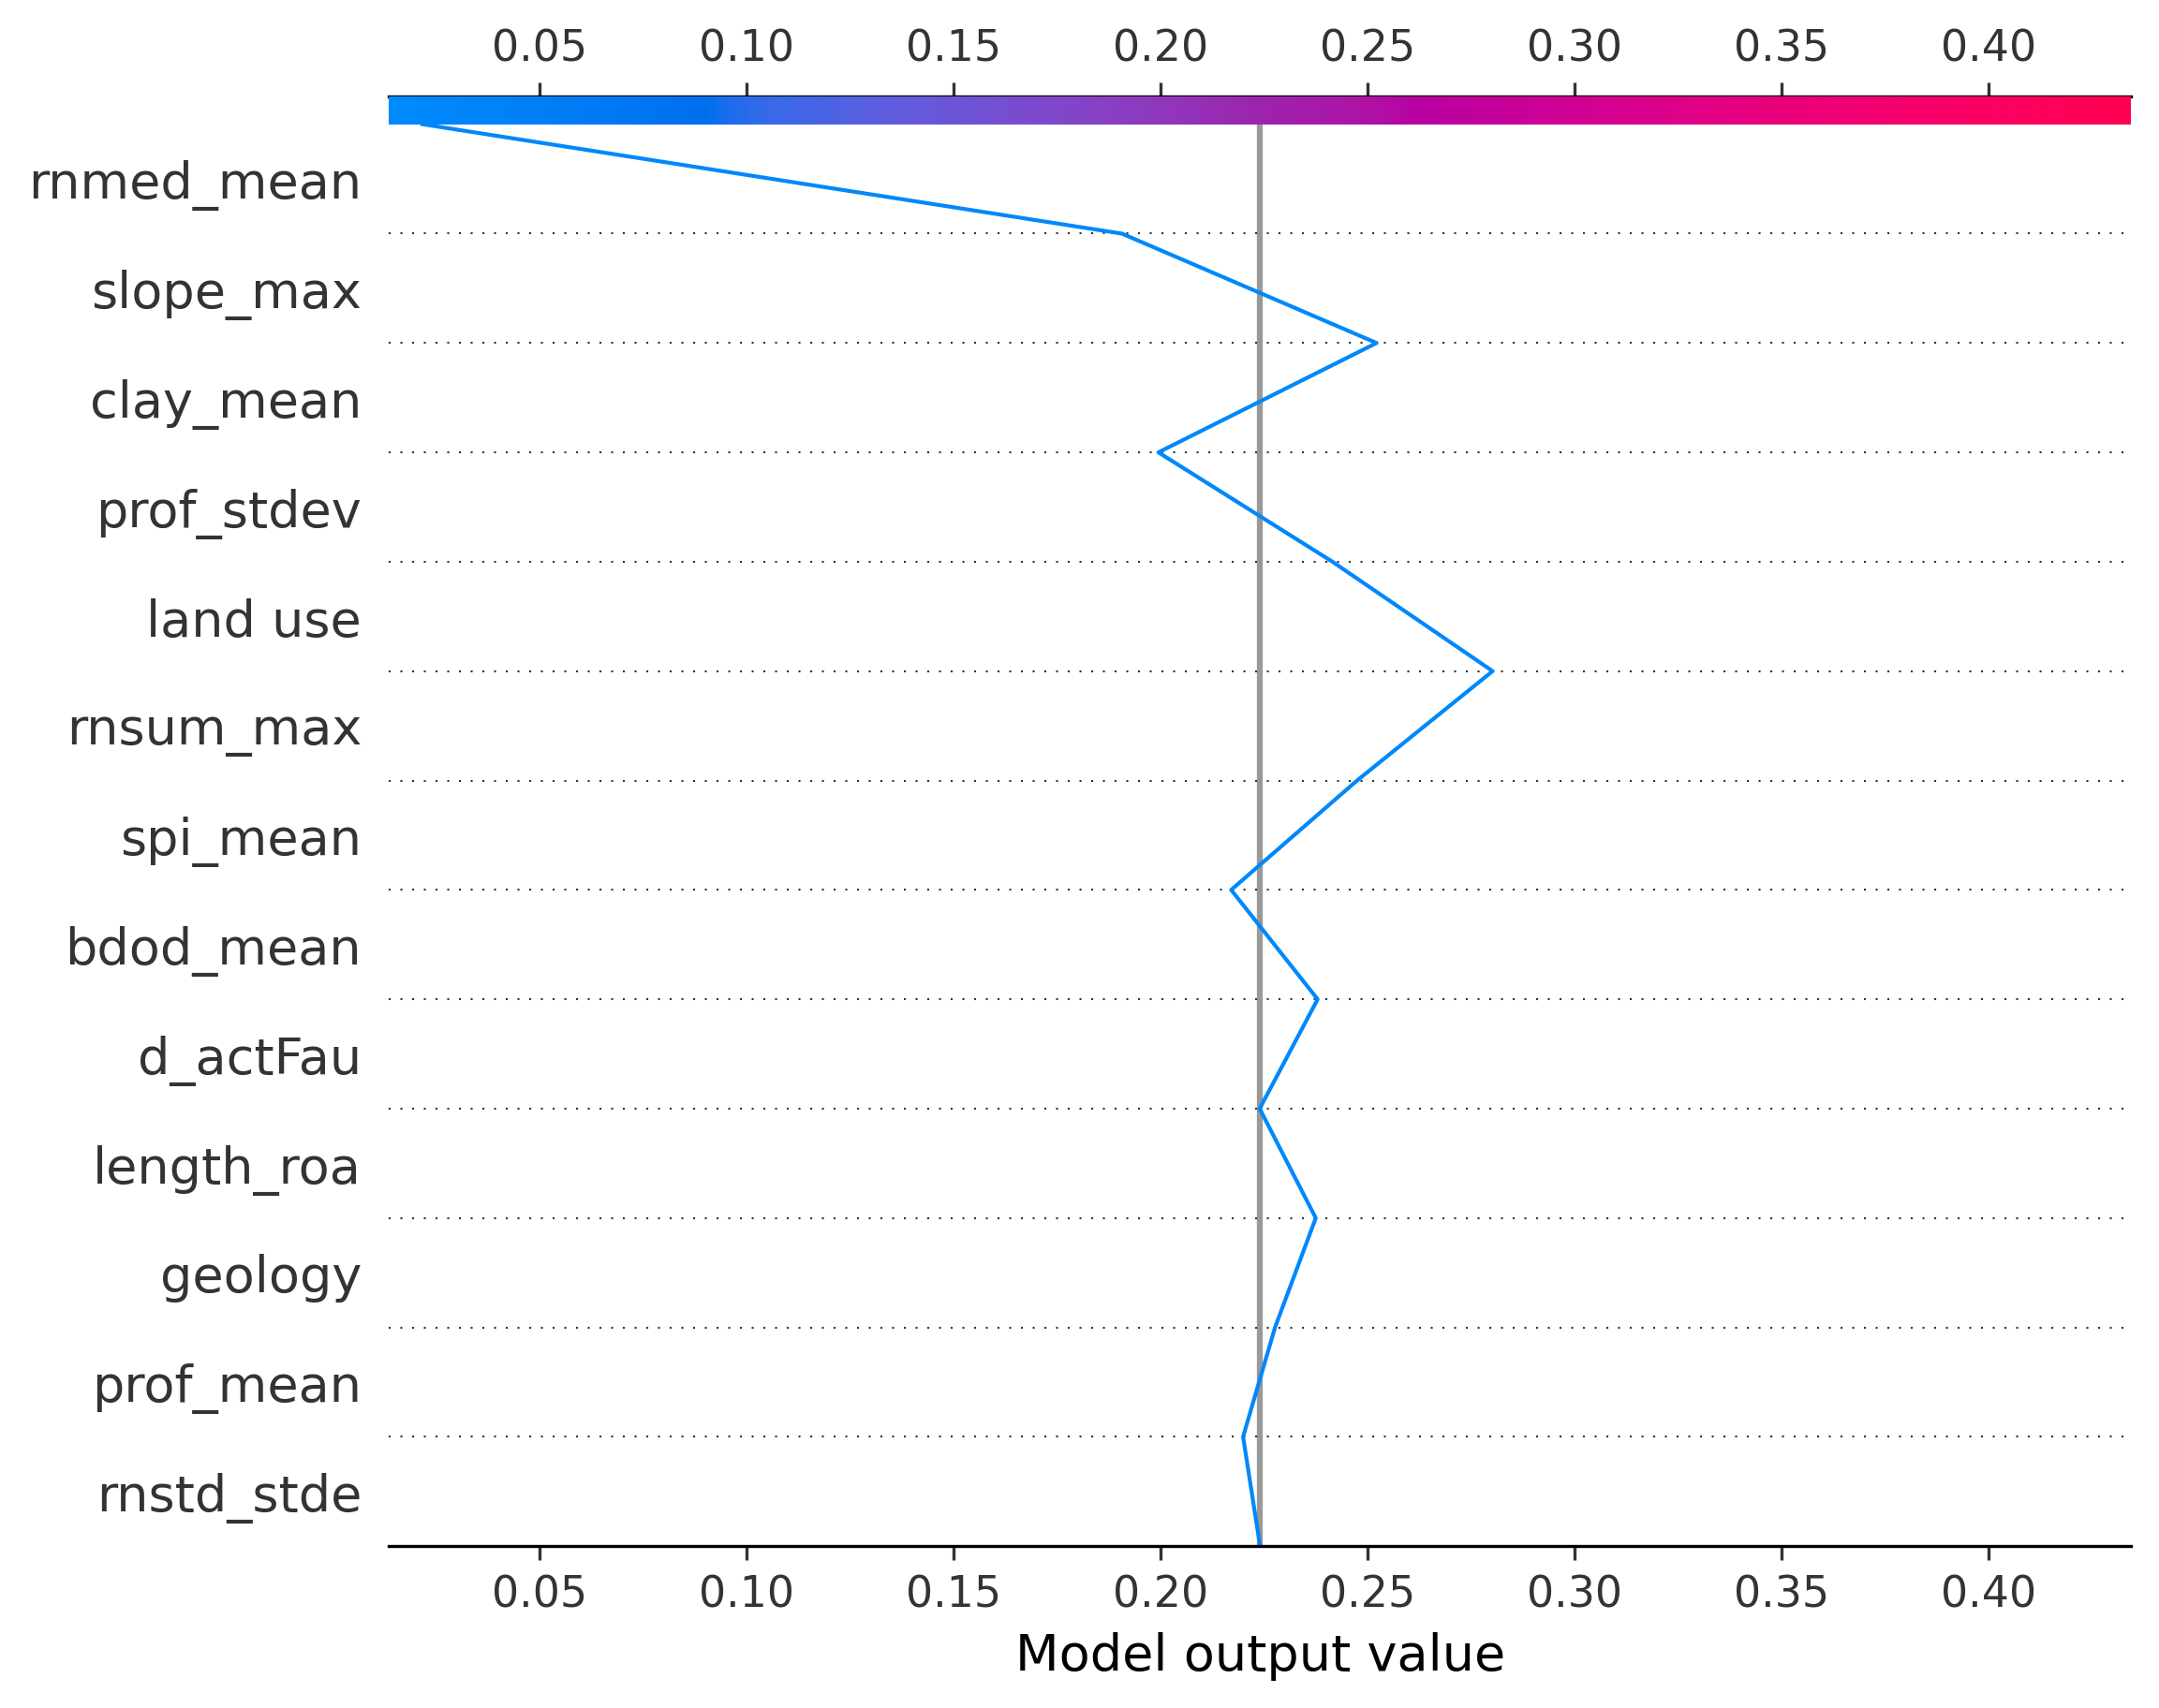 0.05 0.10 0.15 0.20 0.25 0.30 0.35 0.40
rnmed_mean
slope_max
clay_mean
prof_stdev
land use
rnsum_max
spi_mean
bdod_mean
d_actFau
length_roa
geology
prof_mean
rnstd_stde
0.05 0.10 0.15 0.20 0.25 0.30 0.35 0.40
Model output value